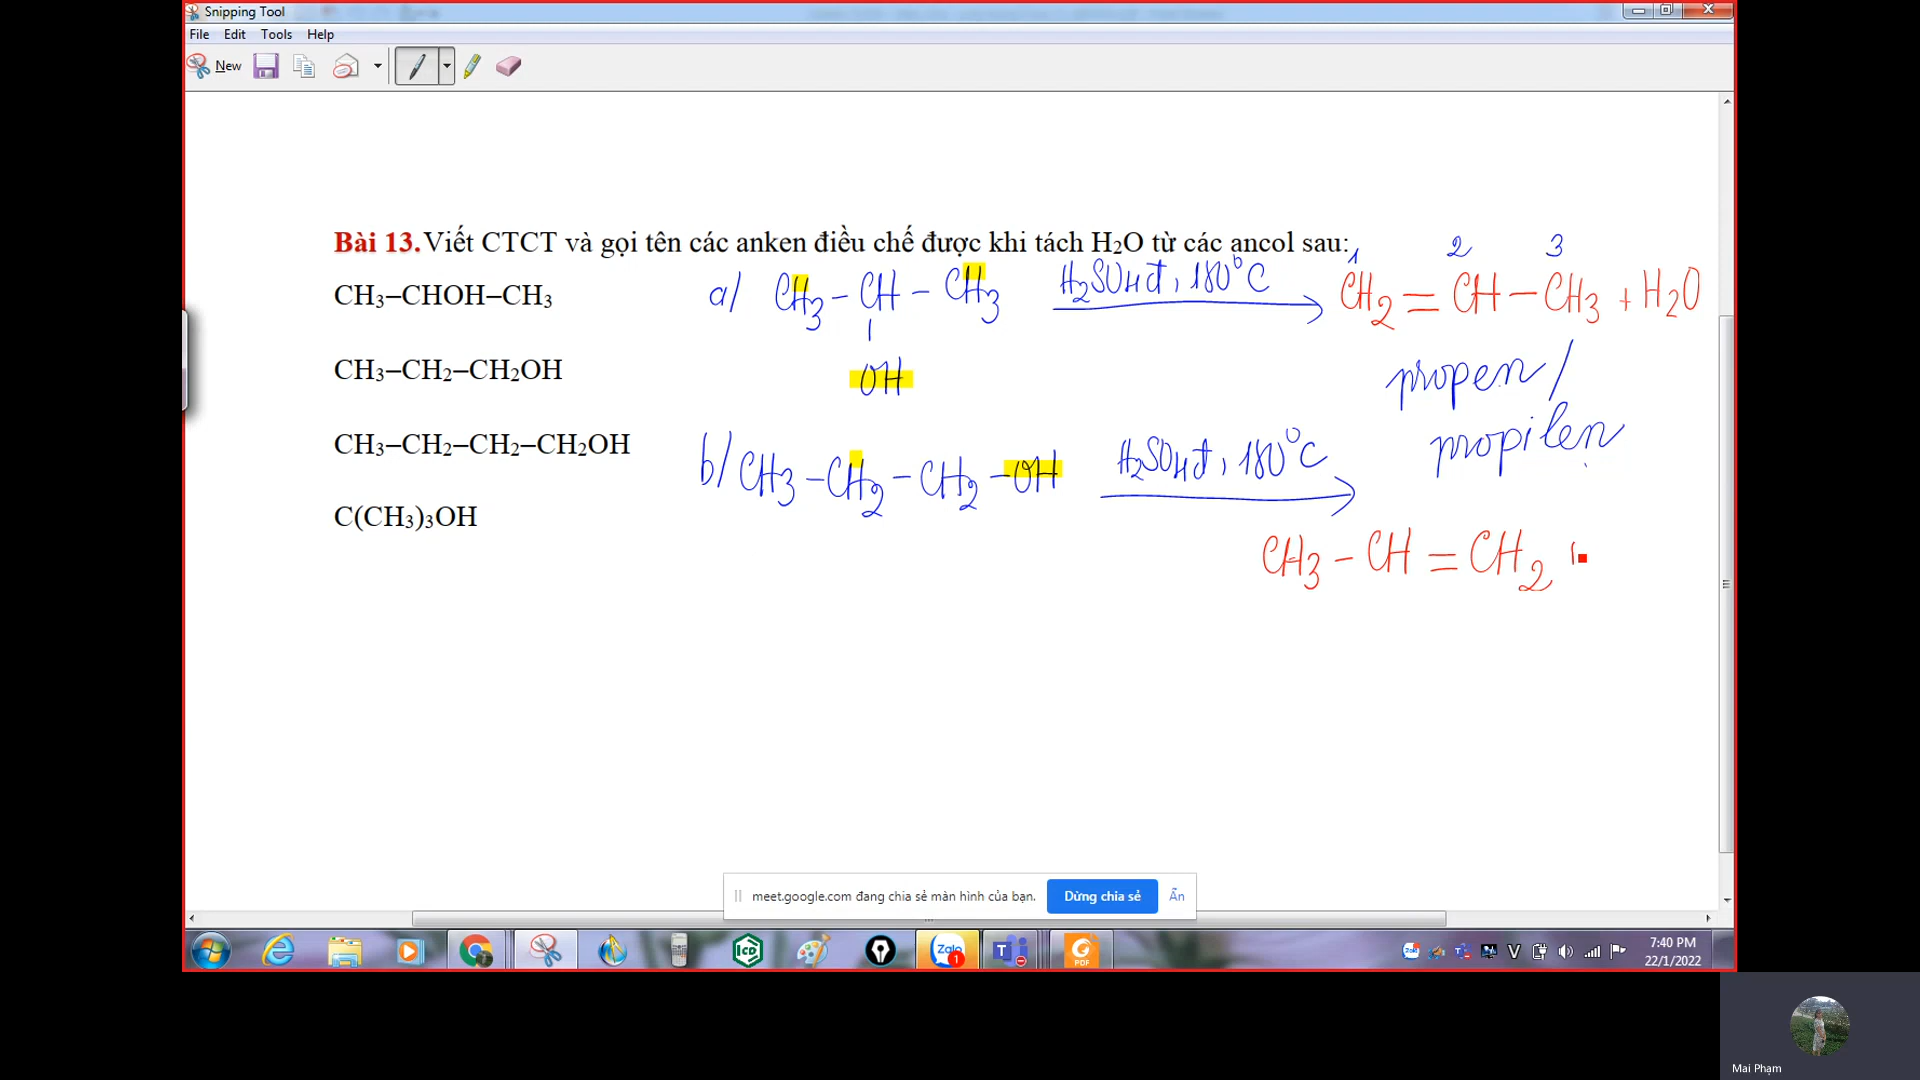 Snipping Tool
File Edit Tools Help
New
Bài 13. Viết CTCT và gọi tên các anken điều chế được khi tách H₂O từ các ancol sau:
CH₃–CHOH–CH₃
a/ CH₃ – CH – CH₃ H₂SO₄đ, 180°C CH₂ = CH – CH₃ + H₂O
1 2 3
OH
propen/
propilen
CH₃–CH₂–CH₂OH
CH₃–CH₂–CH₂–CH₂OH
b/ CH₃ – CH₂ – CH₂ – OH H₂SO₄đ, 180°C
CH₃ – CH = CH₂
C(CH₃)₃OH
meet.google.com đang chia sẻ màn hình của bạn. Dừng chia sẻ Ẩn
Zalo
1
T
PDF
V
7:40 PM
22/1/2022
Mai Phạm